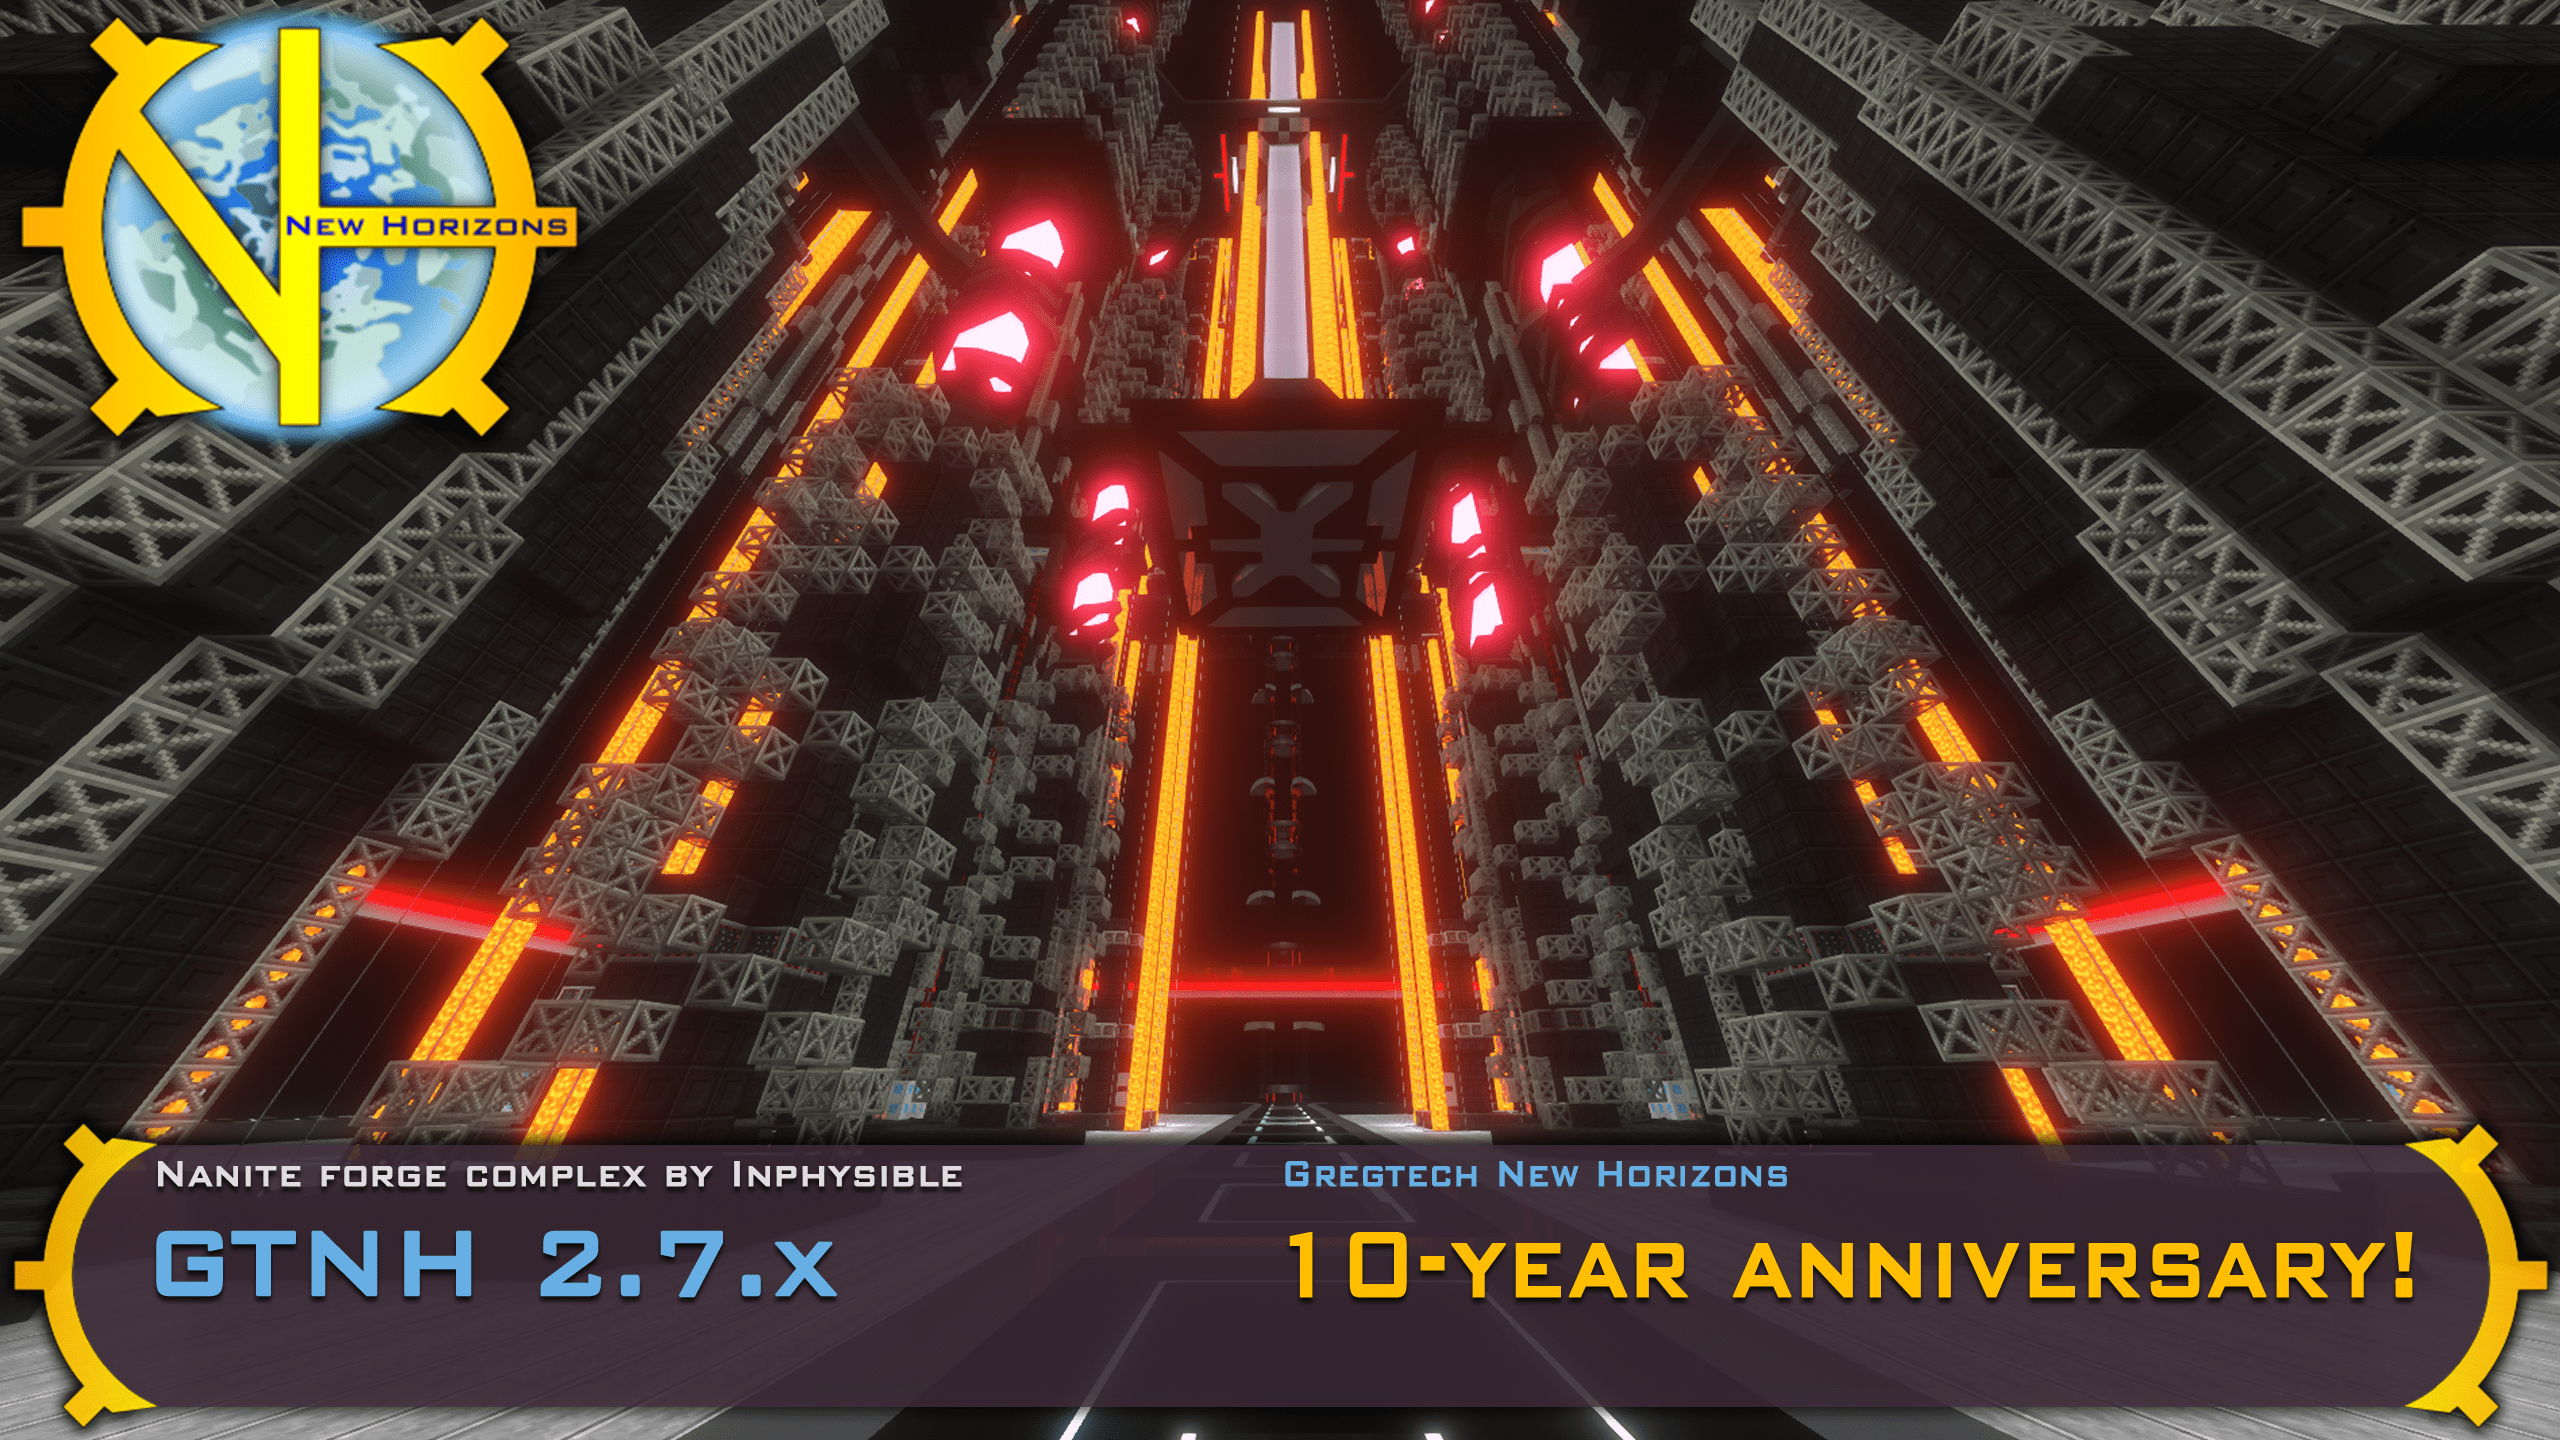 New Horizons
Nanite forge complex by Inphysible
GTNH 2.7.x
Gregtech New Horizons
10-year anniversary!